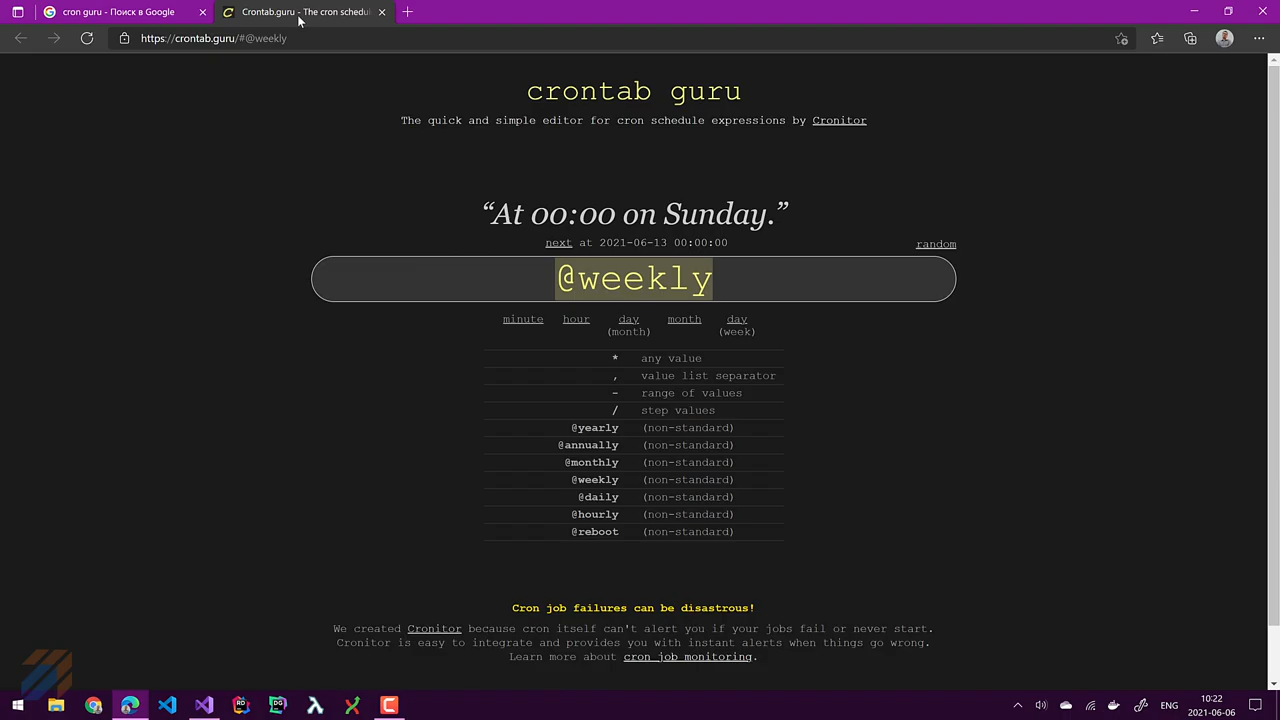 cron guru - Поиск в Google
Crontab.guru - The cron schedul
https://crontab.guru/#@weekly
crontab guru
The quick and simple editor for cron schedule expressions by Cronitor
“At 00:00 on Sunday.”
next at 2021-06-13 00:00:00
random
@weekly
minute hour day (month) month day (week)
* any value
, value list separator
- range of values
/ step values
@yearly (non-standard)
@annually (non-standard)
@monthly (non-standard)
@weekly (non-standard)
@daily (non-standard)
@hourly (non-standard)
@reboot (non-standard)
Cron job failures can be disastrous!
We created Cronitor because cron itself can't alert you if your jobs fail or never start.
Cronitor is easy to integrate and provides you with instant alerts when things go wrong.
Learn more about cron job monitoring.
RD
DG
ENG
10:22
2021-06-06